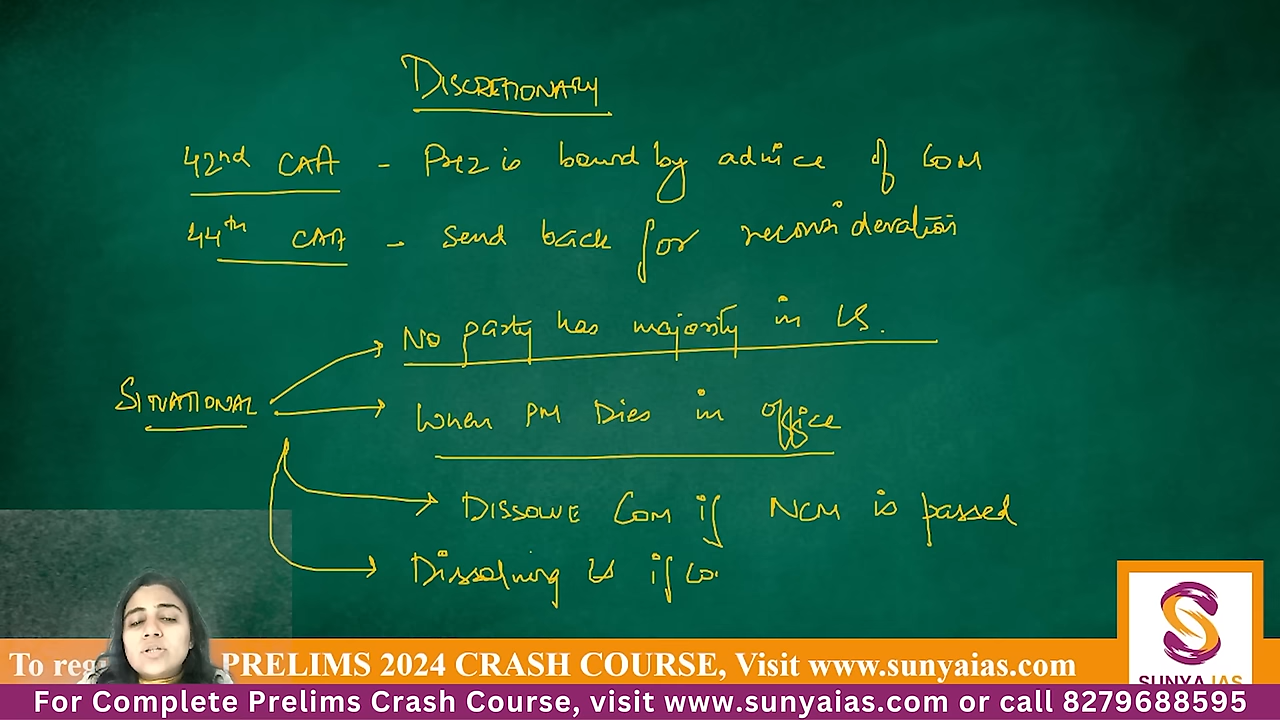 DISCRETIONARY
42nd CAA - Prez is bound by advice of COM
44th CAA - send back for reconsideration
SITUATIONAL
No party has majority in LS.
When PM Dies in office
DISSOLVE COM if NCM is passed
Dissolving LS if Co
To reg PRELIMS 2024 CRASH COURSE, Visit www.sunyaias.com
SUNYA IAS
For Complete Prelims Crash Course, visit www.sunyaias.com or call 8279688595